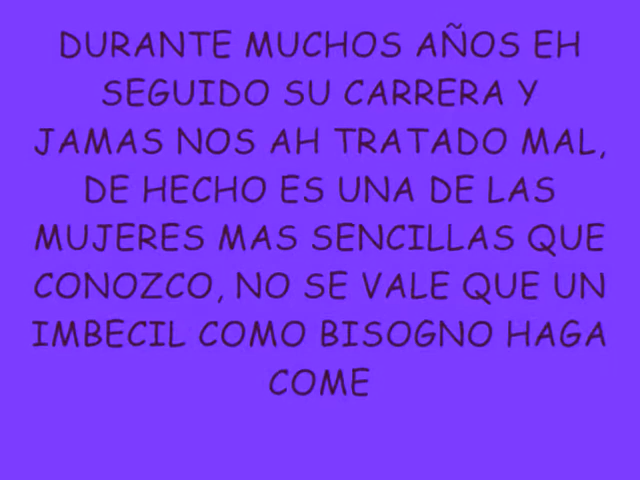 DURANTE MUCHOS AÑOS EH
SEGUIDO SU CARRERA Y
JAMAS NOS AH TRATADO MAL,
DE HECHO ES UNA DE LAS
MUJERES MAS SENCILLAS QUE
CONOZCO, NO SE VALE QUE UN
IMBECIL COMO BISOGNO HAGA
COME